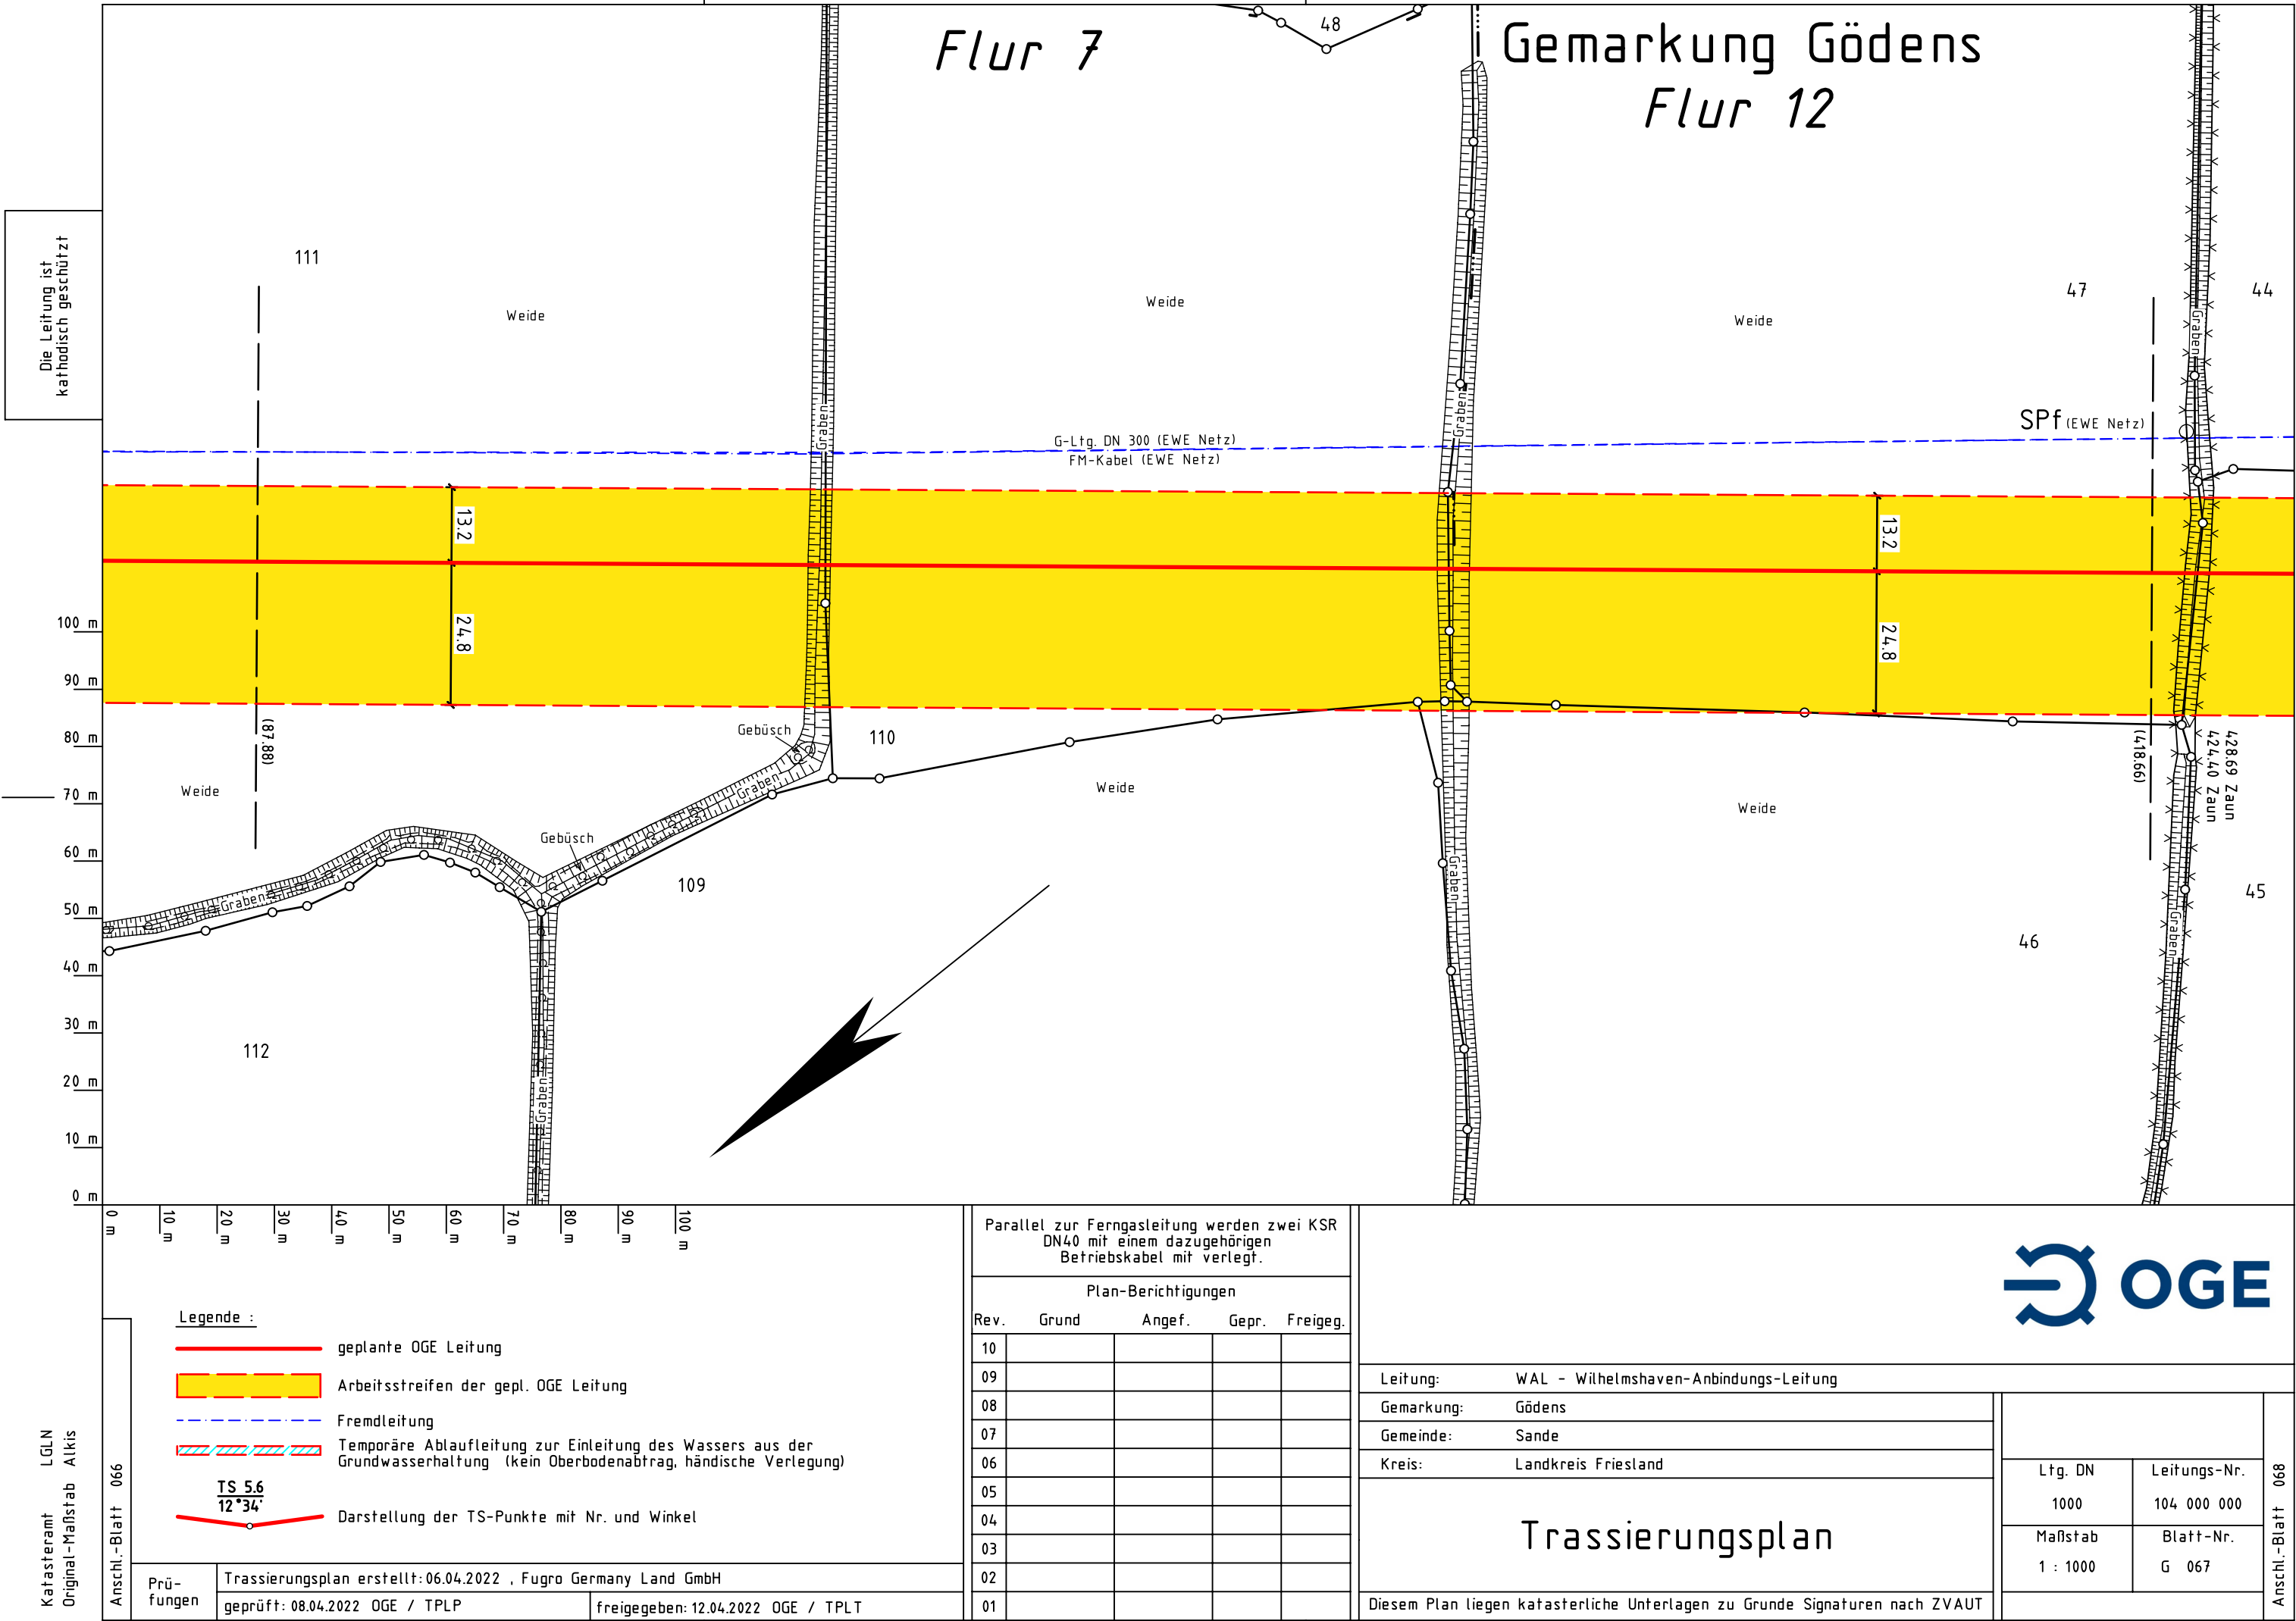 Flur 7
48
Gemarkung Gödens
Flur 12
Die Leitung ist
kathodisch geschützt
111
Weide
Weide
Weide
47
44
Graben
Graben
Graben
SPf (EWE Netz)
G-Ltg. DN 300 (EWE Netz)
FM-Kabel (EWE Netz)
13.2
24.8
13.2
24.8
100 m
90 m
80 m
70 m
60 m
50 m
40 m
30 m
20 m
10 m
0 m
(87.88)
Weide
Gebüsch
110
Graben
Weide
Weide
(418.66)
428.69 Zaun
424.40 Zaun
Gebüsch
109
Graben
Graben
Graben
45
46
112
Graben
0 m
10 m
20 m
30 m
40 m
50 m
60 m
70 m
80 m
90 m
100 m
Legende :
geplante OGE Leitung
Arbeitsstreifen der gepl. OGE Leitung
Fremdleitung
Temporäre Ablaufleitung zur Einleitung des Wassers aus der
Grundwasserhaltung (kein Oberbodenabtrag, händische Verlegung)
TS 5.6
12°34'
Darstellung der TS-Punkte mit Nr. und Winkel
Katasteramt LGLN
Original-Maßstab Alkis
Anschl.-Blatt 066
Prü-
fungen
Trassierungsplan erstellt: 06.04.2022 , Fugro Germany Land GmbH
geprüft: 08.04.2022 OGE / TPLP
freigegeben: 12.04.2022 OGE / TPLT
Parallel zur Ferngasleitung werden zwei KSR
DN40 mit einem dazugehörigen
Betriebskabel mit verlegt.
Plan-Berichtigungen
Rev. Grund Angef. Gepr. Freigeg.
10
09
08
07
06
05
04
03
02
01
OGE
Leitung: WAL - Wilhelmshaven-Anbindungs-Leitung
Gemarkung: Gödens
Gemeinde: Sande
Kreis: Landkreis Friesland
Trassierungsplan
Diesem Plan liegen katasterliche Unterlagen zu Grunde Signaturen nach ZVAUT
Ltg. DN Leitungs-Nr.
1000 104 000 000
Maßstab Blatt-Nr.
1 : 1000 G 067
Anschl.-Blatt 068